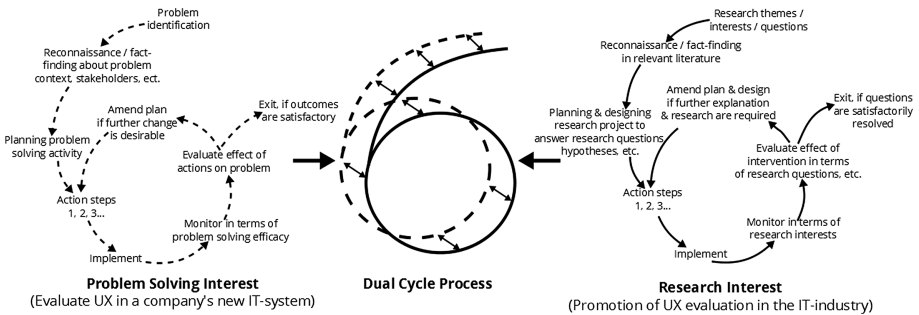 Problem
identification
Reconnaissance / fact-
finding about problem
context, stakeholders, ect.
Amend plan
if further change
is desirable
Exit, if outcomes
are satisfactory
Planning problem
solving activity
Evaluate effect of
actions on problem
Action steps
1, 2, 3...
Monitor in terms of
problem solving efficacy
Implement
Problem Solving Interest
(Evaluate UX in a company's new IT-system)
Dual Cycle Process
Research themes /
interests / questions
Reconnaissance / fact-finding
in relevant literature
Amend plan & design
if further explanation
& research are required
Exit, if questions
are satisfactorily
resolved
Planning & designing
research project to
answer research questions
hypotheses, etc.
Evaluate effect of
intervention in terms
of research questions, etc.
Action steps
1, 2, 3...
Monitor in terms of
research interests
Implement
Research Interest
(Promotion of UX evaluation in the IT-industry)